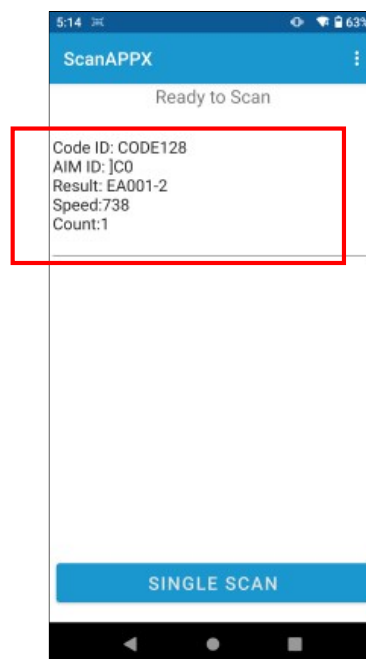 5:14 63%
ScanAPPX
Ready to Scan
Code ID: CODE128
AIM ID: ]C0
Result: EA001-2
Speed:738
Count:1
SINGLE SCAN